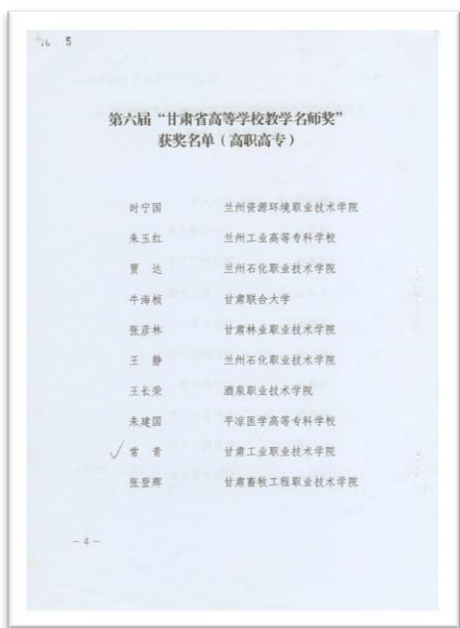 5
第六届“甘肃省高等学校教学名师奖”
获奖名单（高职高专）
时宁国 兰州资源环境职业技术学院
朱玉红 兰州工业高等专科学校
贾 达 兰州石化职业技术学院
牛海桢 甘肃联合大学
张彦林 甘肃林业职业技术学院
王 静 兰州石化职业技术学院
王长荣 酒泉职业技术学院
朱建国 平凉医学高等专科学校
常 青 甘肃工业职业技术学院
张登辉 甘肃畜牧工程职业技术学院
－4－